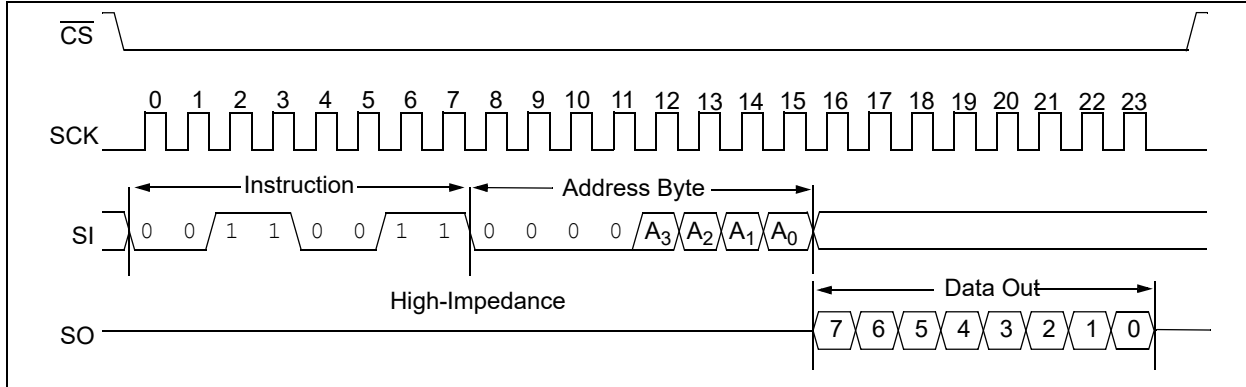 CS
0 1 2 3 4 5 6 7 8 9 10 11 12 13 14 15 16 17 18 19 20 21 22 23
SCK
Instruction Address Byte
SI 0 0 1 1 0 0 1 1 0 0 0 0 A3 A2 A1 A0
Data Out
High-Impedance
SO 7 6 5 4 3 2 1 0